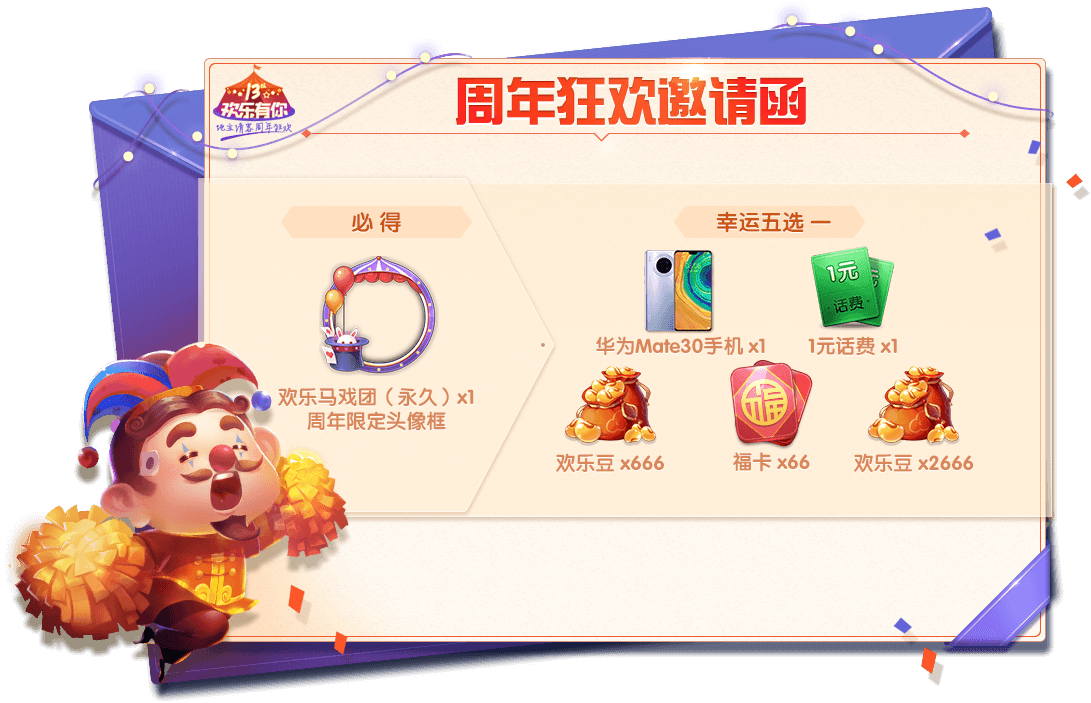 13th
欢乐有你
地主请客周年狂欢
周年狂欢邀请函
必得
幸运五选一
1元
元
话费
华为Mate30手机 x1
1元话费 x1
欢乐马戏团（永久）x1
周年限定头像框
福
欢乐豆 x666
福卡 x66
欢乐豆 x2666